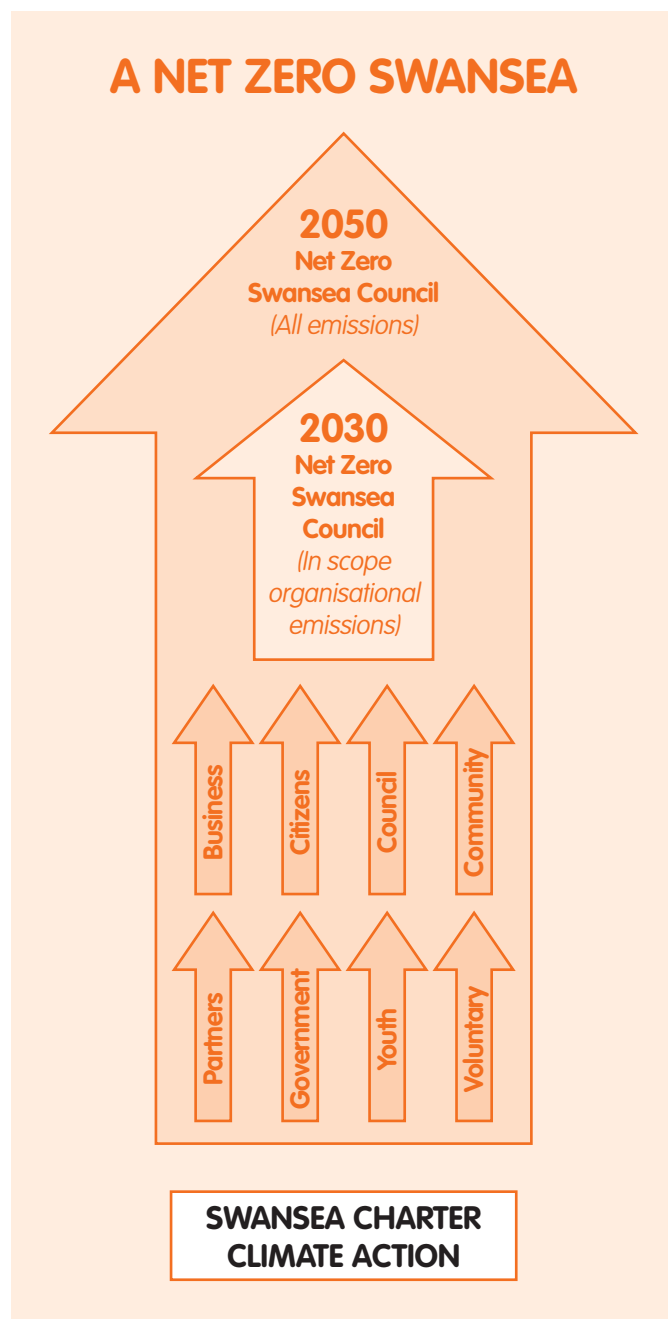 A NET ZERO SWANSEA
2050
Net Zero
Swansea Council
(All emissions)
2030
Net Zero
Swansea
Council
(In scope
organisational
emissions)
Business
Citizens
Council
Community
Partners
Government
Youth
Voluntary
SWANSEA CHARTER
CLIMATE ACTION